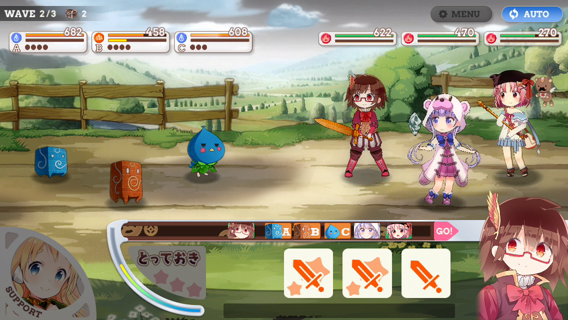 WAVE 2/3 2
MENU
AUTO
682
458
608
A
B
C
622
470
270
A B C GO!
とっておき
SUPPORT